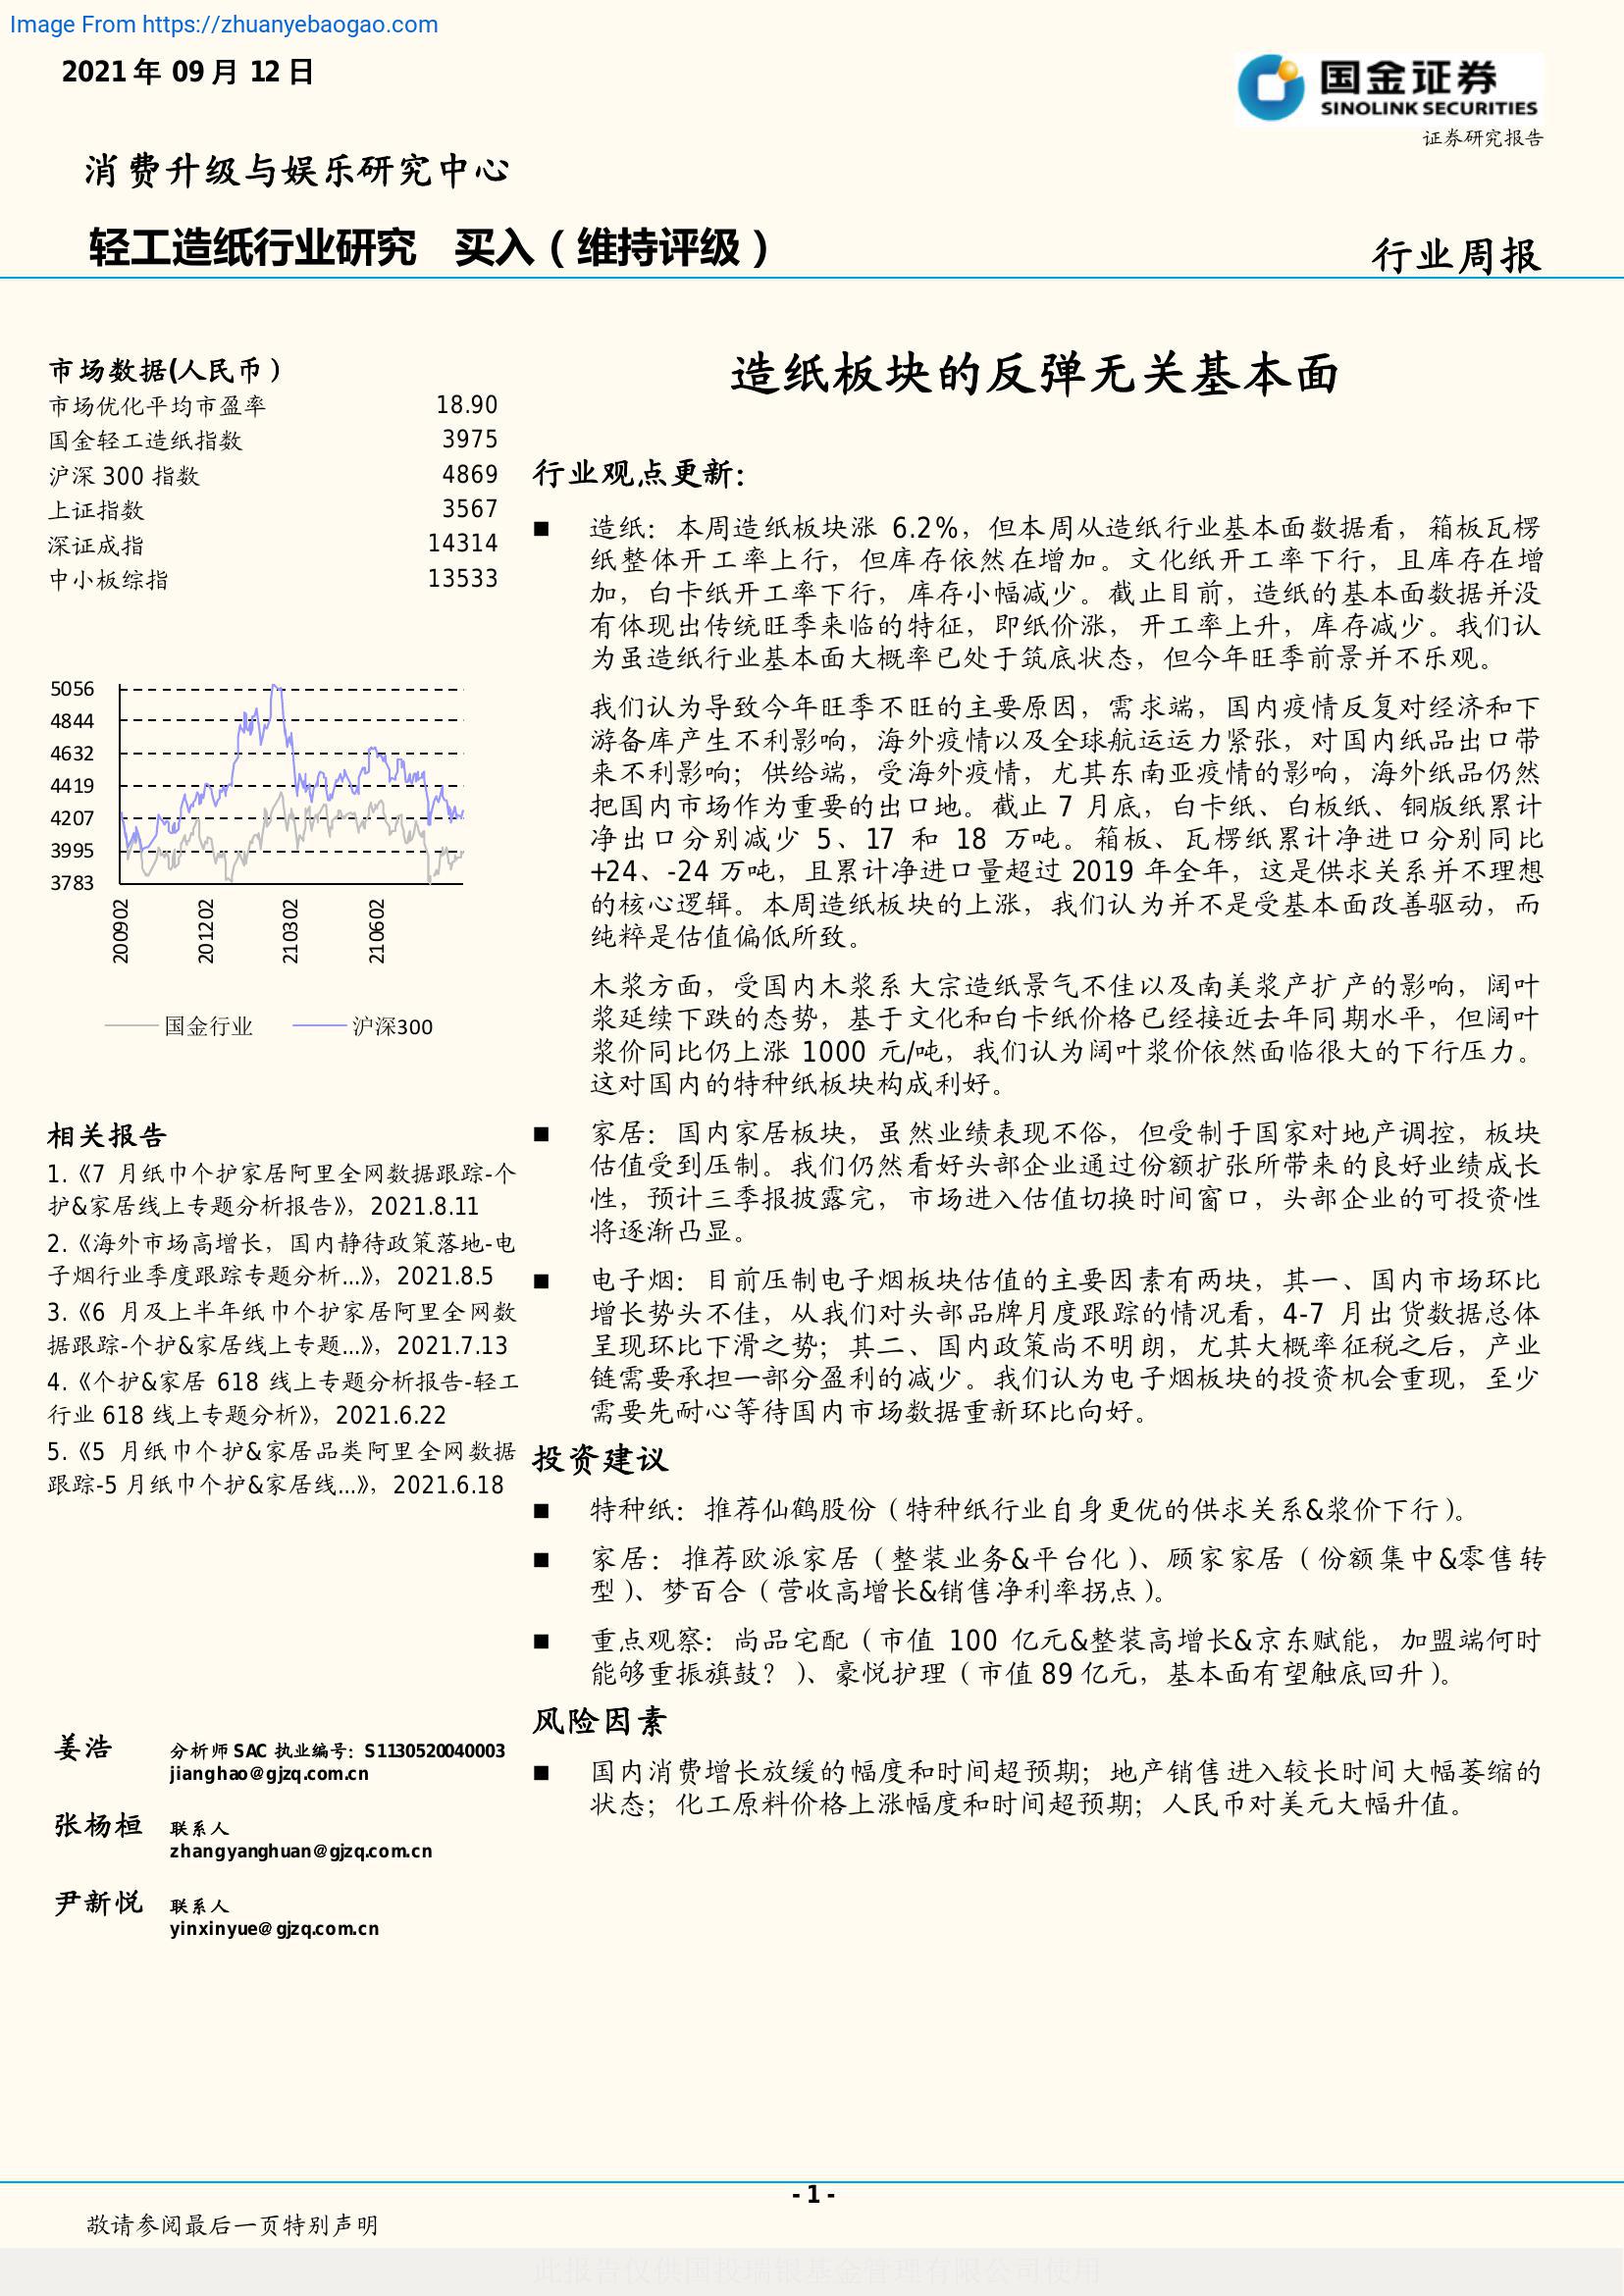 Image From https://zhuanyebaogao.com
2021 年 09 月 12 日
国金证券
SINOLINK SECURITIES
证券研究报告
消费升级与娱乐研究中心
轻工造纸行业研究 买入（维持评级）
行业周报
市场数据(人民币）
市场优化平均市盈率 18.90
国金轻工造纸指数 3975
沪深 300 指数 4869
上证指数 3567
深证成指 14314
中小板综指 13533
5056
4844
4632
4419
4207
3995
3783
200902
201202
210302
210602
国金行业 沪深300
相关报告
1.《7 月纸巾个护家居阿里全网数据跟踪-个
护&家居线上专题分析报告》，2021.8.11
2.《海外市场高增长，国内静待政策落地-电
子烟行业季度跟踪专题分析...》，2021.8.5
3.《6 月及上半年纸巾个护家居阿里全网数
据跟踪-个护&家居线上专题...》，2021.7.13
4.《个护&家居 618 线上专题分析报告-轻工
行业 618 线上专题分析》，2021.6.22
5.《5 月纸巾个护&家居品类阿里全网数据
跟踪-5 月纸巾个护&家居线...》，2021.6.18
姜浩 分析师 SAC 执业编号：S1130520040003
jianghao@gjzq.com.cn
张杨桓 联系人
zhangyanghuan@gjzq.com.cn
尹新悦 联系人
yinxinyue@gjzq.com.cn
造纸板块的反弹无关基本面
行业观点更新：
■ 造纸：本周造纸板块涨 6.2%，但本周从造纸行业基本面数据看，箱板瓦楞
纸整体开工率上行，但库存依然在增加。文化纸开工率下行，且库存在增
加，白卡纸开工率下行，库存小幅减少。截止目前，造纸的基本面数据并没
有体现出传统旺季来临的特征，即纸价涨，开工率上升，库存减少。我们认
为虽造纸行业基本面大概率已处于筑底状态，但今年旺季前景并不乐观。
我们认为导致今年旺季不旺的主要原因，需求端，国内疫情反复对经济和下
游备库产生不利影响，海外疫情以及全球航运运力紧张，对国内纸品出口带
来不利影响；供给端，受海外疫情，尤其东南亚疫情的影响，海外纸品仍然
把国内市场作为重要的出口地。截止 7 月底，白卡纸、白板纸、铜版纸累计
净出口分别减少 5、17 和 18 万吨。箱板、瓦楞纸累计净进口分别同比
+24、-24 万吨，且累计净进口量超过 2019 年全年，这是供求关系并不理想
的核心逻辑。本周造纸板块的上涨，我们认为并不是受基本面改善驱动，而
纯粹是估值偏低所致。
木浆方面，受国内木浆系大宗造纸景气不佳以及南美浆产扩产的影响，阔叶
浆延续下跌的态势，基于文化和白卡纸价格已经接近去年同期水平，但阔叶
浆价同比仍上涨 1000 元/吨，我们认为阔叶浆价依然面临很大的下行压力。
这对国内的特种纸板块构成利好。
■ 家居：国内家居板块，虽然业绩表现不俗，但受制于国家对地产调控，板块
估值受到压制。我们仍然看好头部企业通过份额扩张所带来的良好业绩成长
性，预计三季报披露完，市场进入估值切换时间窗口，头部企业的可投资性
将逐渐凸显。
■ 电子烟：目前压制电子烟板块估值的主要因素有两块，其一、国内市场环比
增长势头不佳，从我们对头部品牌月度跟踪的情况看，4-7 月出货数据总体
呈现环比下滑之势；其二、国内政策尚不明朗，尤其大概率征税之后，产业
链需要承担一部分盈利的减少。我们认为电子烟板块的投资机会重现，至少
需要先耐心等待国内市场数据重新环比向好。
投资建议
■ 特种纸：推荐仙鹤股份（特种纸行业自身更优的供求关系&浆价下行）。
■ 家居：推荐欧派家居（整装业务&平台化）、顾家家居（份额集中&零售转
型）、梦百合（营收高增长&销售净利率拐点）。
■ 重点观察：尚品宅配（市值 100 亿元&整装高增长&京东赋能，加盟端何时
能够重振旗鼓？）、豪悦护理（市值 89 亿元，基本面有望触底回升）。
风险因素
■ 国内消费增长放缓的幅度和时间超预期；地产销售进入较长时间大幅萎缩的
状态；化工原料价格上涨幅度和时间超预期；人民币对美元大幅升值。
- 1 -
敬请参阅最后一页特别声明
此报告仅供国投瑞银基金管理有限公司使用